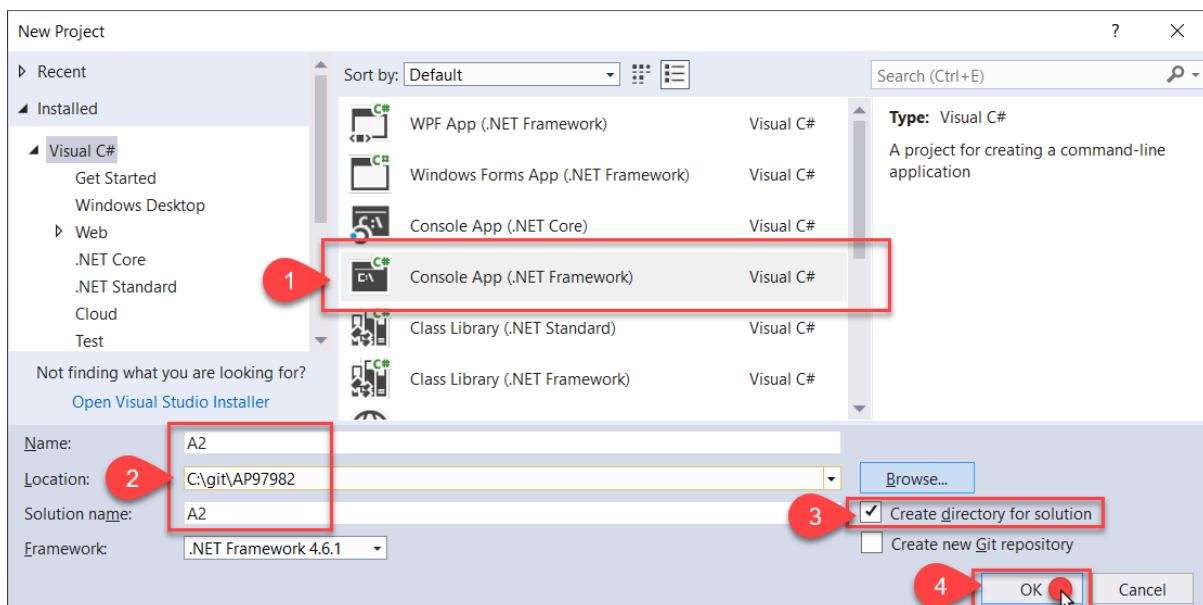 New Project ? ✕
Recent
Installed
Visual C#
Get Started
Windows Desktop
Web
.NET Core
.NET Standard
Cloud
Test
Not finding what you are looking for?
Open Visual Studio Installer
Sort by: Default
Search (Ctrl+E)
C# WPF App (.NET Framework) Visual C#
C# Windows Forms App (.NET Framework) Visual C#
C:\ Console App (.NET Core) Visual C#
1 C# C:\ Console App (.NET Framework) Visual C#
C# Class Library (.NET Standard) Visual C#
C# Class Library (.NET Framework) Visual C#
Type: Visual C#
A project for creating a command-line
application
Name: A2
2 Location: C:\git\AP97982 Browse...
Solution name: A2
3 Create directory for solution
Framework: .NET Framework 4.6.1
Create new Git repository
4 OK Cancel